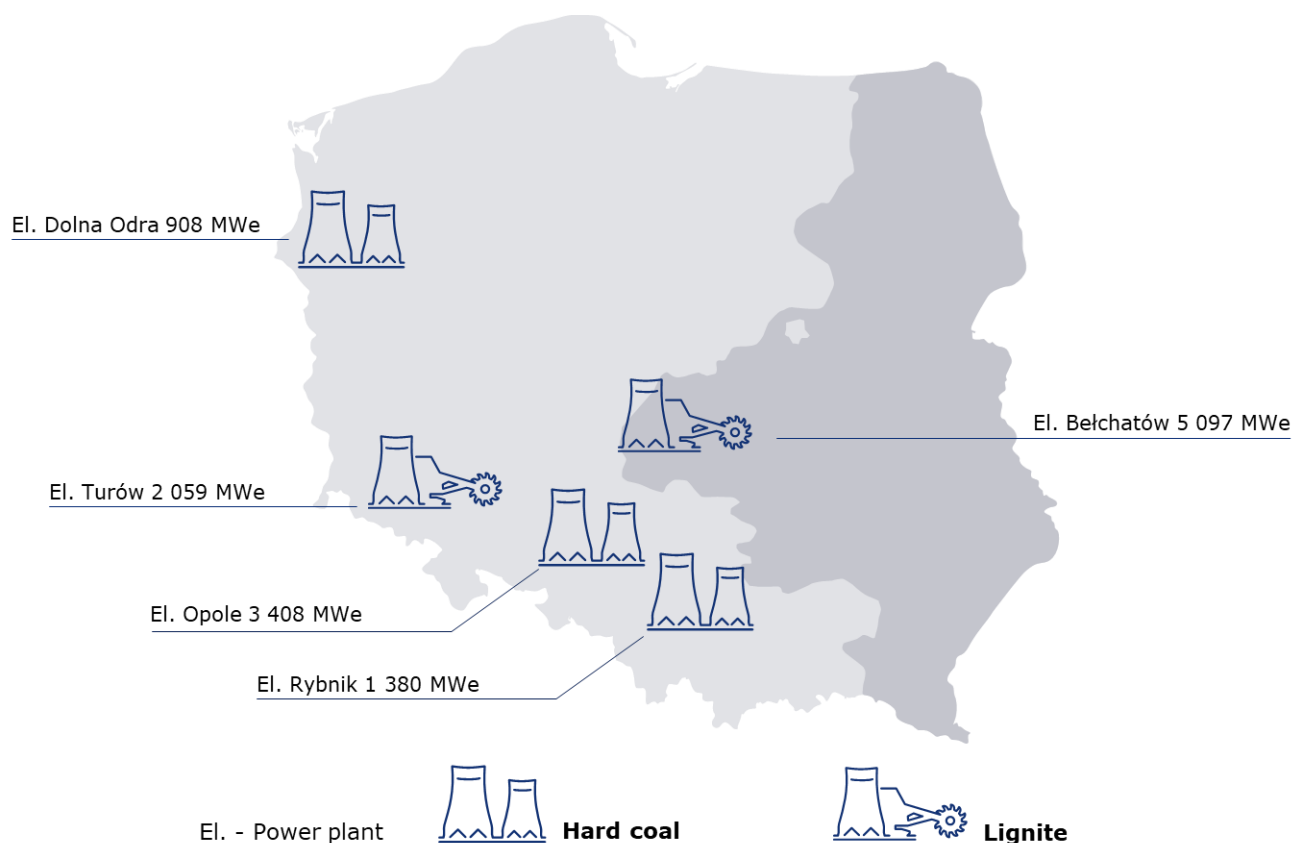 El. Dolna Odra 908 MWe
El. Bełchatów 5 097 MWe
El. Turów 2 059 MWe
El. Opole 3 408 MWe
El. Rybnik 1 380 MWe
El. - Power plant
Hard coal
Lignite